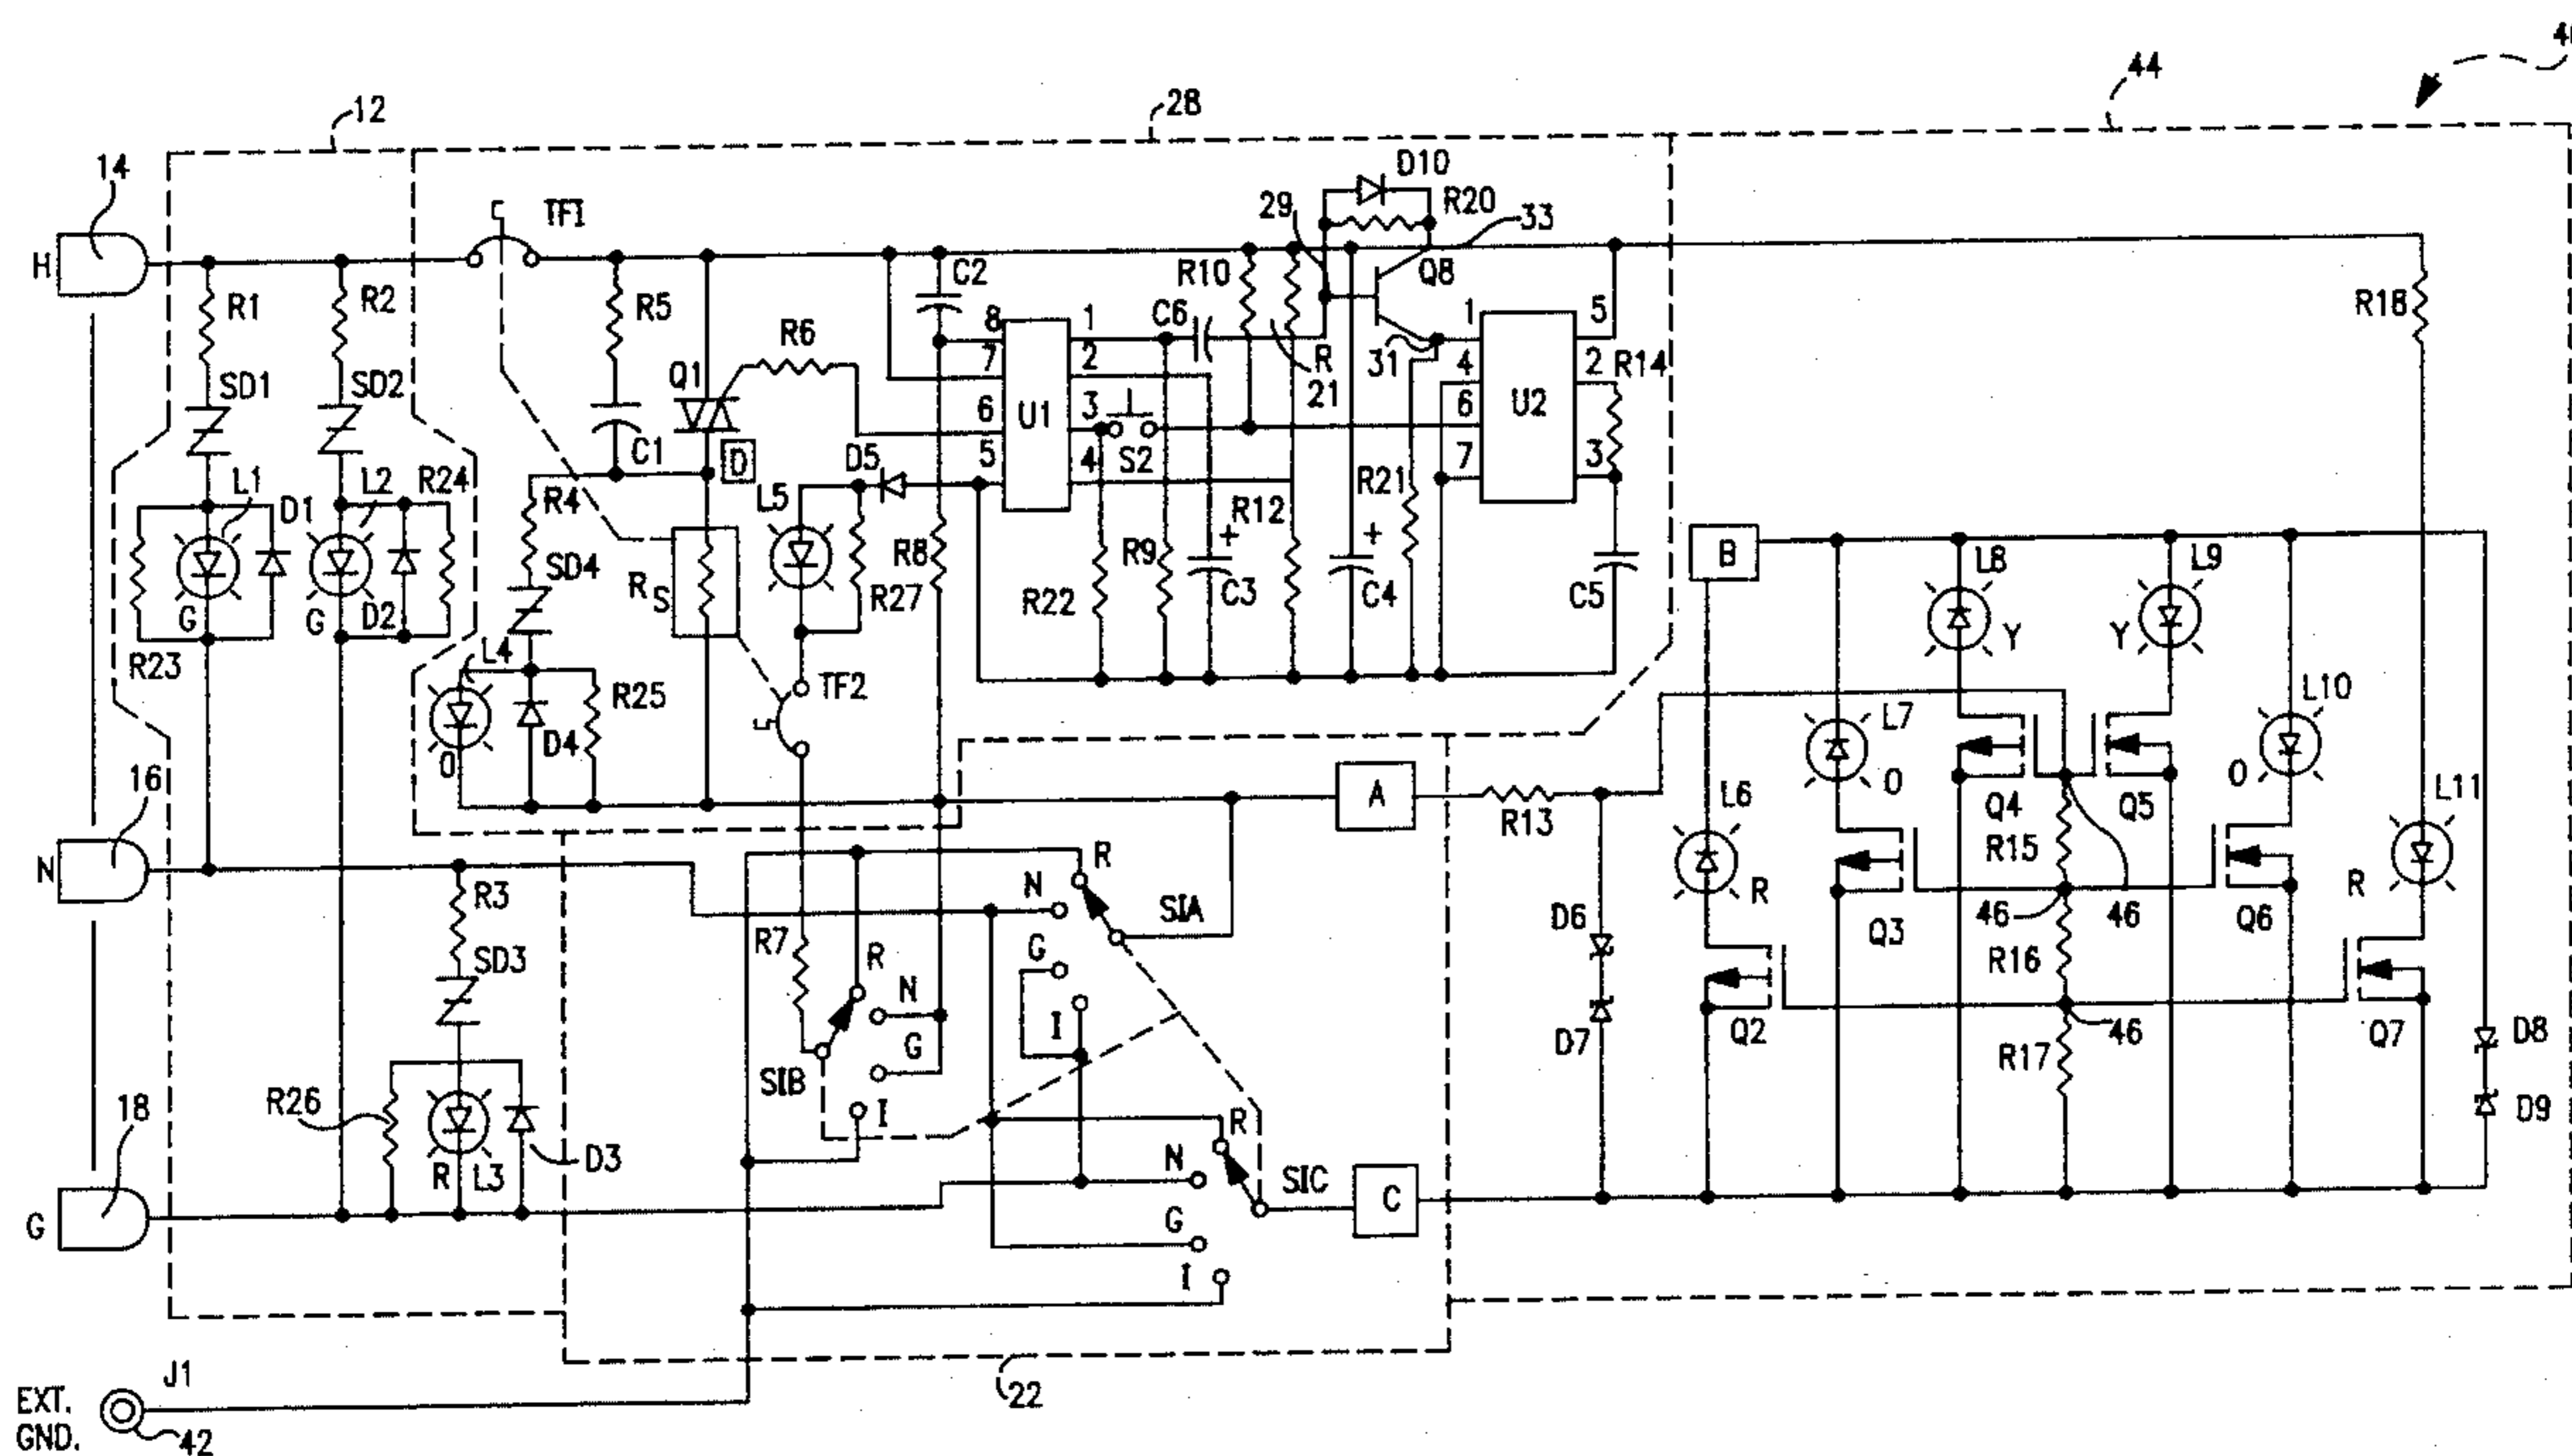 12
28
44
14
H
R1
R2
SD1
SD2
L1
D1
L2
R24
G
G
D2
R23
TFI
R5
C1
Q1
D
R6
R4
SD4
L4
O
D4
R25
R
S
L5
D5
R27
TF2
C2
R8
8
7
6
5
U1
1
2
3
4
S2
C6
R10
R
21
29
D10
R20
33
Q8
31
R22
R9
+
C3
R12
+
C4
R21
1
4
6
7
U2
5
2
3
R14
C5
R18
16
N
R3
SD3
R26
R
L3
D3
18
G
J1
EXT.
GND.
42
22
R7
SIB
R
N
G
I
R
N
G
I
SIA
R
N
G
I
SIC
A
B
C
R13
D6
D7
L6
R
Q2
L7
O
Q3
L8
Y
Q4
L9
Y
Q5
R15
46
46
R16
46
R17
L10
O
Q6
L11
R
Q7
D8
D9